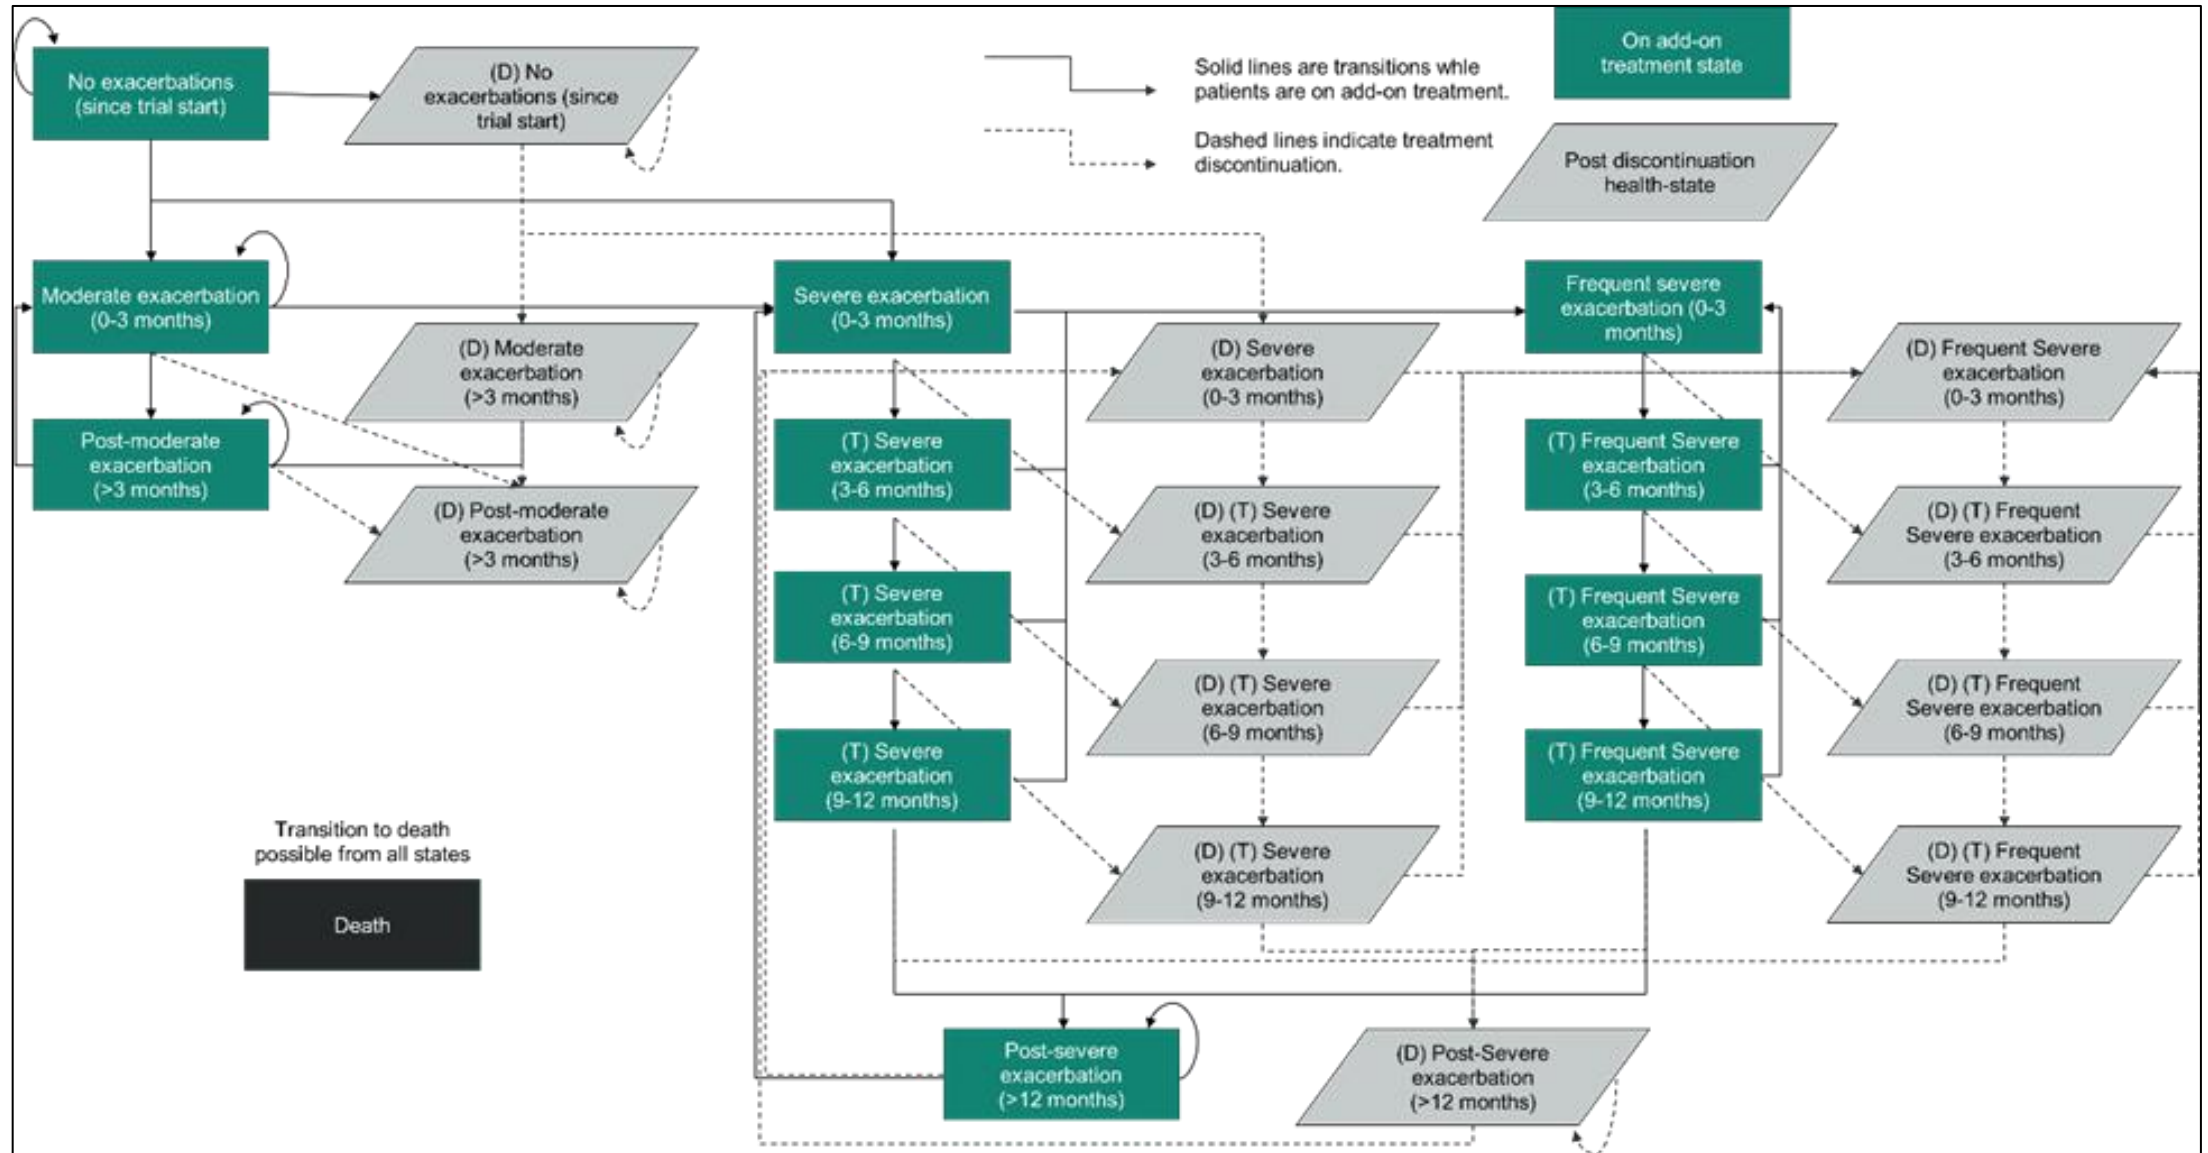 No exacerbations
(since trial start)
(D) No
exacerbations (since
trial start)
Solid lines are transitions whle
patients are on add-on treatment.
Dashed lines indicate treatment
discontinuation.
On add-on
treatment state
Post discontinuation
health-state
Moderate exacerbation
(0-3 months)
Severe exacerbation
(0-3 months)
Frequent severe
exacerbation (0-3
months)
(D) Moderate
exacerbation
(>3 months)
(D) Severe
exacerbation
(0-3 months)
(D) Frequent Severe
exacerbation
(0-3 months)
Post-moderate
exacerbation
(>3 months)
(T) Severe
exacerbation
(3-6 months)
(T) Frequent Severe
exacerbation
(3-6 months)
(D) Post-moderate
exacerbation
(>3 months)
(D) (T) Severe
exacerbation
(3-6 months)
(D) (T) Frequent
Severe exacerbation
(3-6 months)
(T) Severe
exacerbation
(6-9 months)
(T) Frequent Severe
exacerbation
(6-9 months)
(D) (T) Severe
exacerbation
(6-9 months)
(D) (T) Frequent
Severe exacerbation
(6-9 months)
(T) Severe
exacerbation
(9-12 months)
(T) Frequent Severe
exacerbation
(9-12 months)
Transition to death
possible from all states
Death
(D) (T) Severe
exacerbation
(9-12 months)
(D) (T) Frequent
Severe exacerbation
(9-12 months)
Post-severe
exacerbation
(>12 months)
(D) Post-Severe
exacerbation
(>12 months)